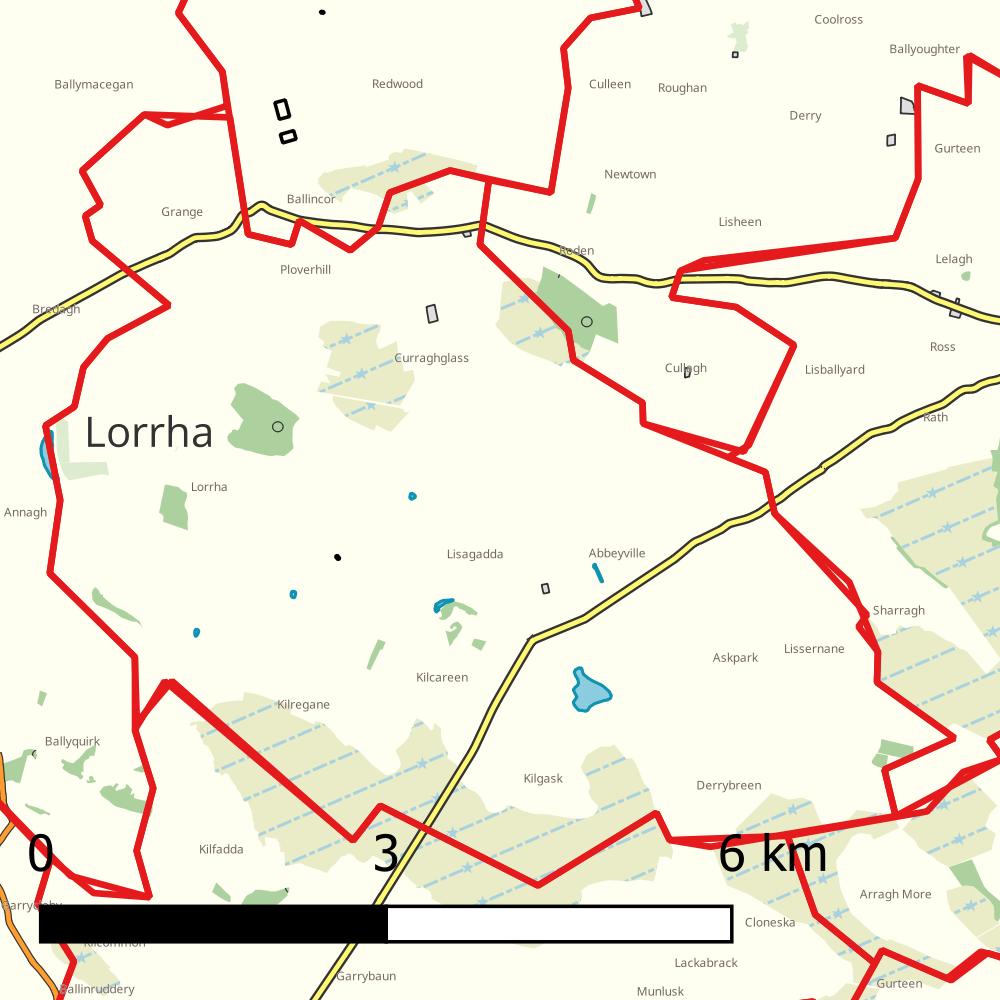 Coolross
Ballyoughter
Ballymacegan
Redwood
Culleen
Roughan
Derry
Gurteen
Newtown
Ballincor
Grange
Lisheen
Boden
Ploverhill
Lelagh
Bredagh
Ross
Curraghglass
Cullagh
Lisballyard
Rath
Lorrha
Lorrha
Annagh
Lisagadda
Abbeyville
Sharragh
Lissernane
Askpark
Kilcareen
Kilregane
Ballyquirk
Kilgask
Derrybreen
Kilfadda
0
3
6 km
Arragh More
Cloneska
Kilcommon
Lackabrack
Garrybaun
Gurteen
Ballinruddery
Munlusk